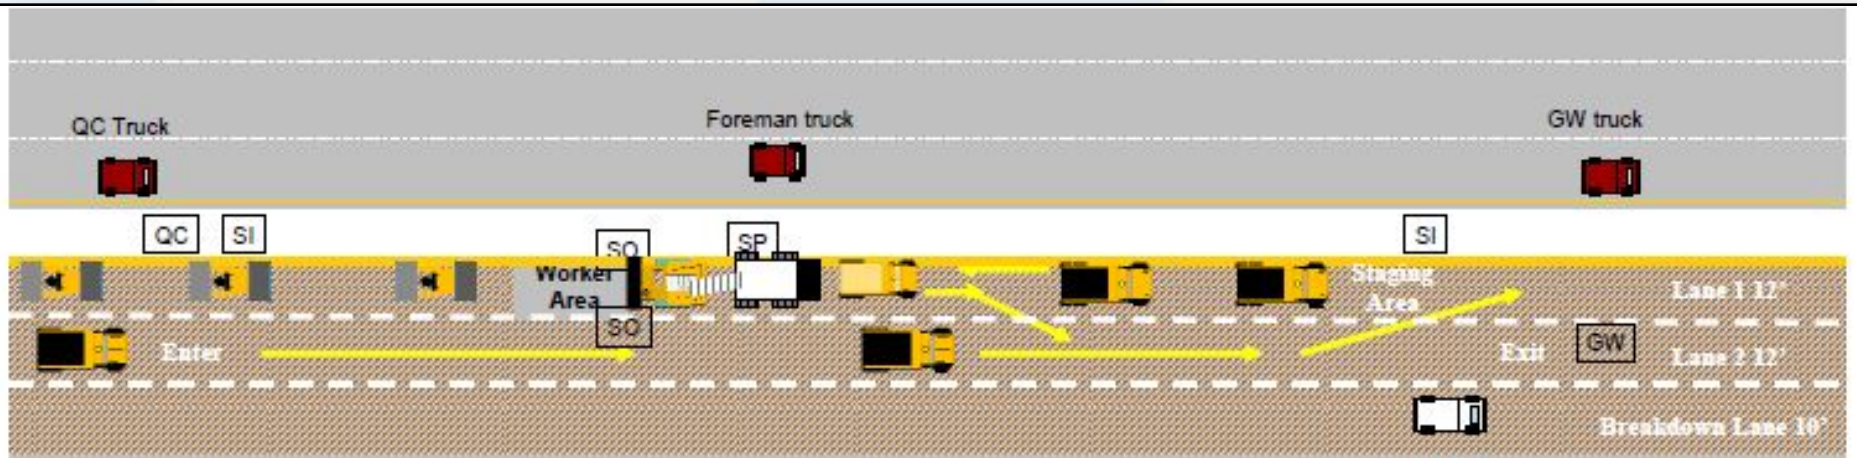 QC Truck
Foreman truck
GW truck
QC
SI
SO
SP
SI
Worker
Area
Staging
Area
Lane 1 12’
SO
Enter
Exit
GW
Lane 2 12’
Breakdown Lane 10’